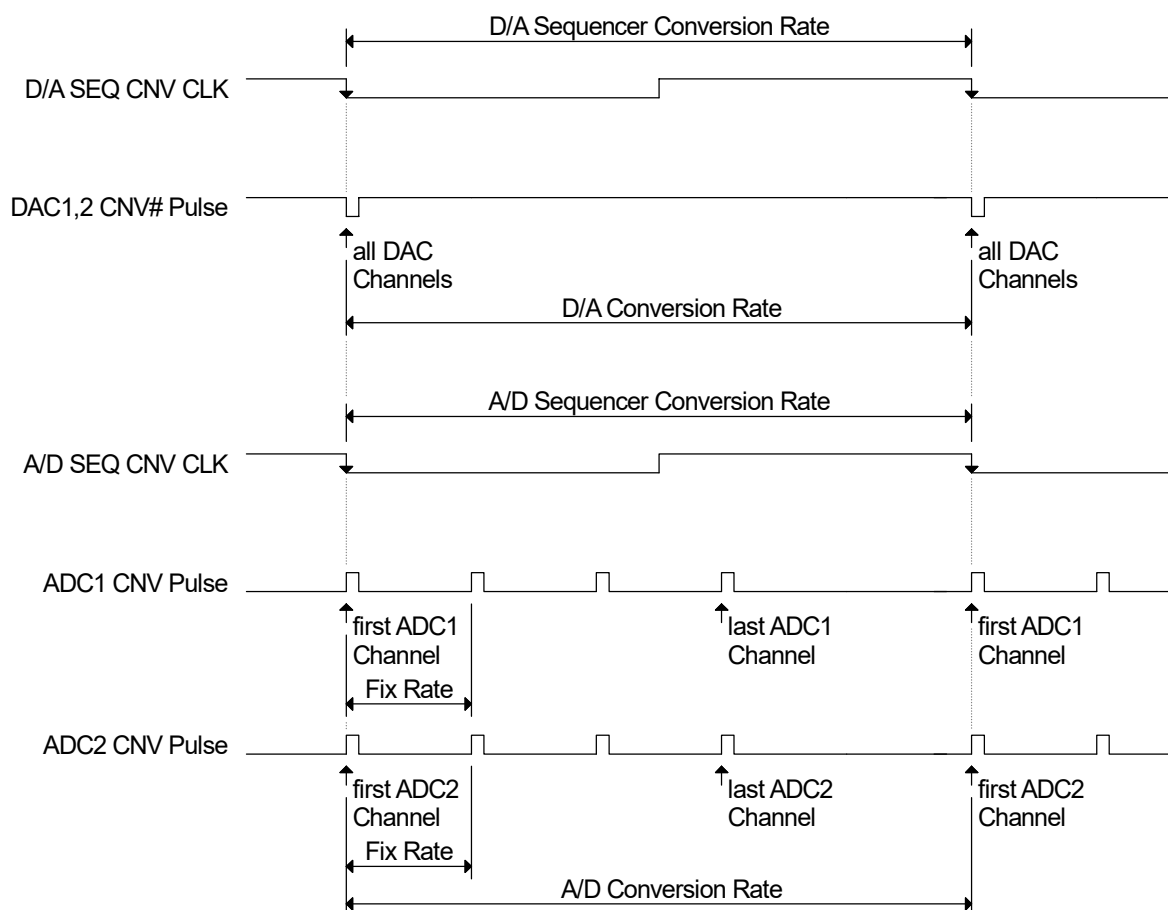 D/A Sequencer Conversion Rate
D/A SEQ CNV CLK
DAC1,2 CNV# Pulse
all DAC
Channels
all DAC
Channels
D/A Conversion Rate
A/D Sequencer Conversion Rate
A/D SEQ CNV CLK
ADC1 CNV Pulse
first ADC1
Channel
last ADC1
Channel
first ADC1
Channel
Fix Rate
ADC2 CNV Pulse
first ADC2
Channel
last ADC2
Channel
first ADC2
Channel
Fix Rate
A/D Conversion Rate